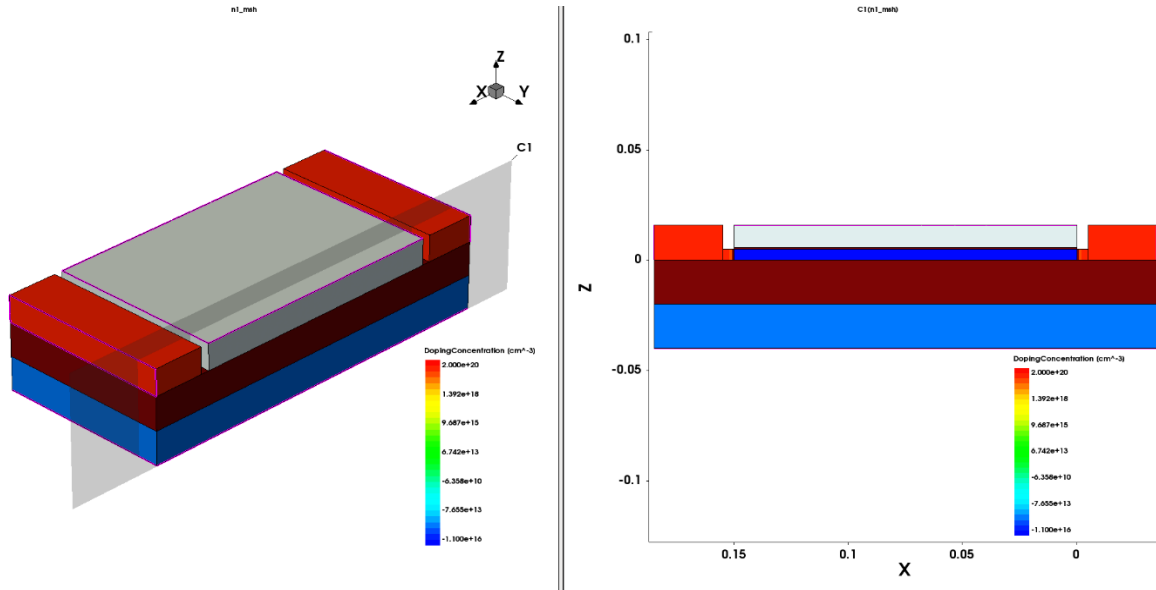 n1_msh
Z
X
Y
C1
DopingConcentration (cm^-3)
2.000e+20
1.392e+18
9.687e+15
6.742e+13
-6.358e+10
-7.655e+13
-1.100e+16
C1(n1_msh)
0.1
0.05
0
-0.05
-0.1
Z
DopingConcentration (cm^-3)
2.000e+20
1.392e+18
9.687e+15
6.742e+13
-6.358e+10
-7.655e+13
-1.100e+16
0.15
0.1
0.05
0
X